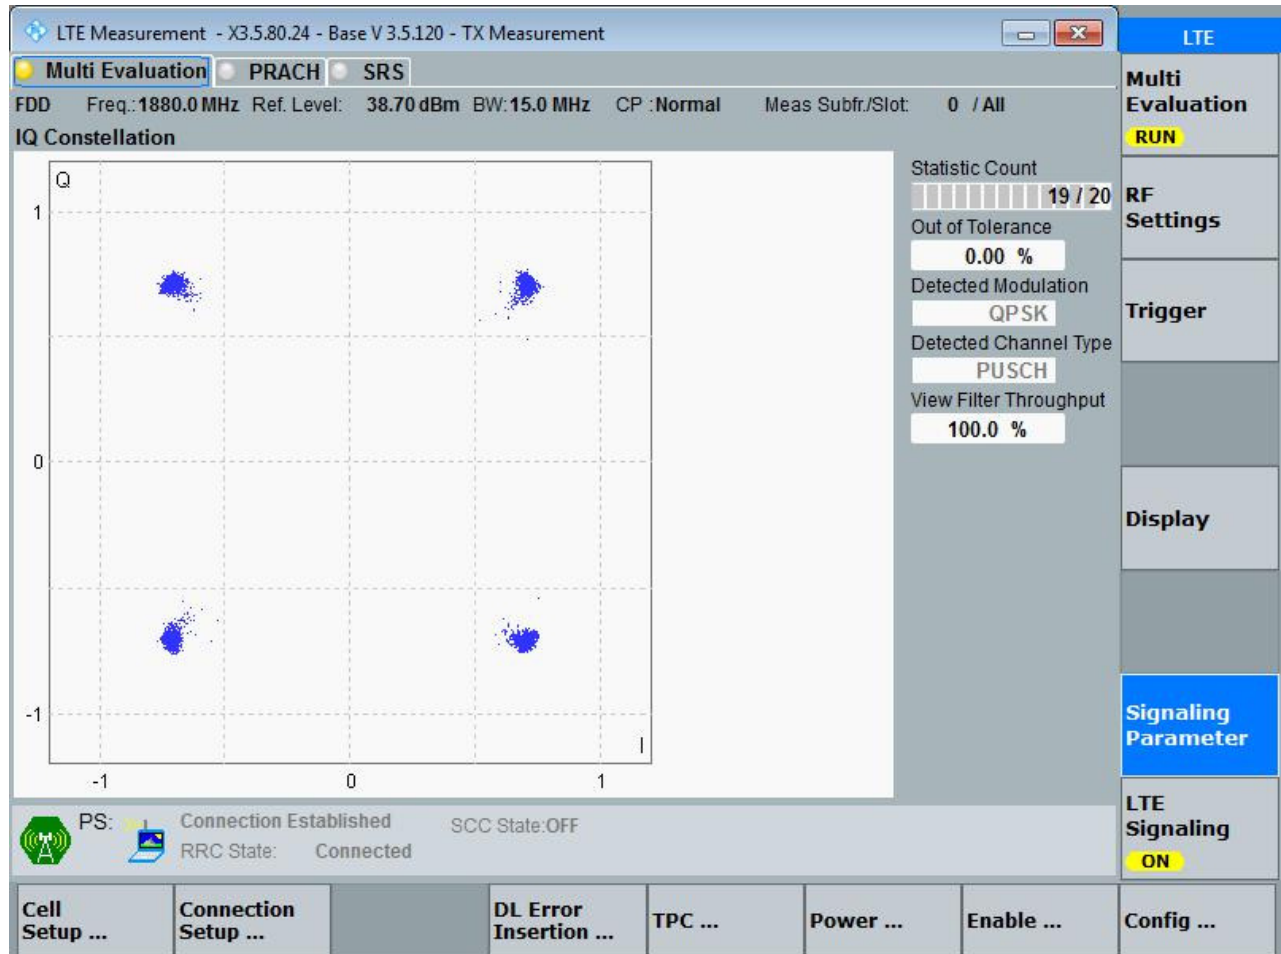 LTE Measurement - X3.5.80.24 - Base V 3.5.120 - TX Measurement
LTE
Multi Evaluation PRACH SRS
FDD Freq.:1880.0 MHz Ref. Level: 38.70 dBm BW:15.0 MHz CP :Normal Meas Subfr./Slot: 0 / All
IQ Constellation
Q
1
0
-1
I
-1 0 1
Statistic Count
19 / 20
Out of Tolerance
0.00 %
Detected Modulation
QPSK
Detected Channel Type
PUSCH
View Filter Throughput
100.0 %
Multi
Evaluation
RUN
RF
Settings
Trigger
Display
Signaling
Parameter
LTE
Signaling
ON
PS: Connection Established SCC State:OFF
RRC State: Connected
Cell
Setup ...
Connection
Setup ...
DL Error
Insertion ...
TPC ...
Power ...
Enable ...
Config ...